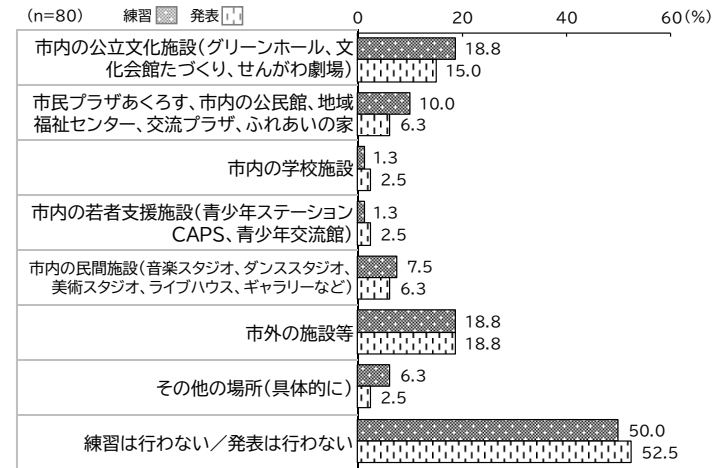 (n=80) 練習 発表 0 20 40 60(%)
市内の公立文化施設(グリーンホール、文
化会館たづくり、せんがわ劇場)
18.8
15.0
市民プラザあくろす、市内の公民館、地域
福祉センター、交流プラザ、ふれあいの家
10.0
6.3
市内の学校施設
1.3
2.5
市内の若者支援施設(青少年ステーション
CAPS、青少年交流館)
1.3
2.5
市内の民間施設(音楽スタジオ、ダンススタジオ、
美術スタジオ、ライブハウス、ギャラリーなど)
7.5
6.3
市外の施設等
18.8
18.8
その他の場所(具体的に)
6.3
2.5
練習は行わない/発表は行わない
50.0
52.5